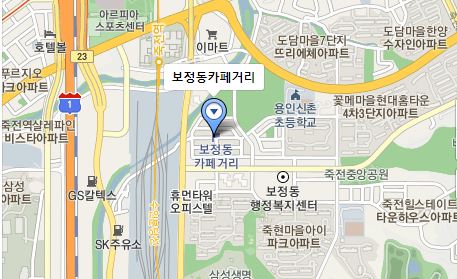 아르피아
스포츠센터
호텔봄
이마트
도담마을7단지
뜨리에체아파트
도담마을한양
수자인아파트
23
죽전역
푸르지오
크아파트
보정동카페거리
1
용인신촌
초등학교
꽃메마을현대홈타운
4차3단지아파트
죽전역살레파인
비스타아파트
보정동
카페거리
죽전중앙공원
삼성
아파트
GS칼텍스
휴먼타워
오피스텔
보정동
행정복지센터
죽전힐스테이트
타운하우스아파트
SK주유소
죽현마을아이
파크아파트
삼성생명